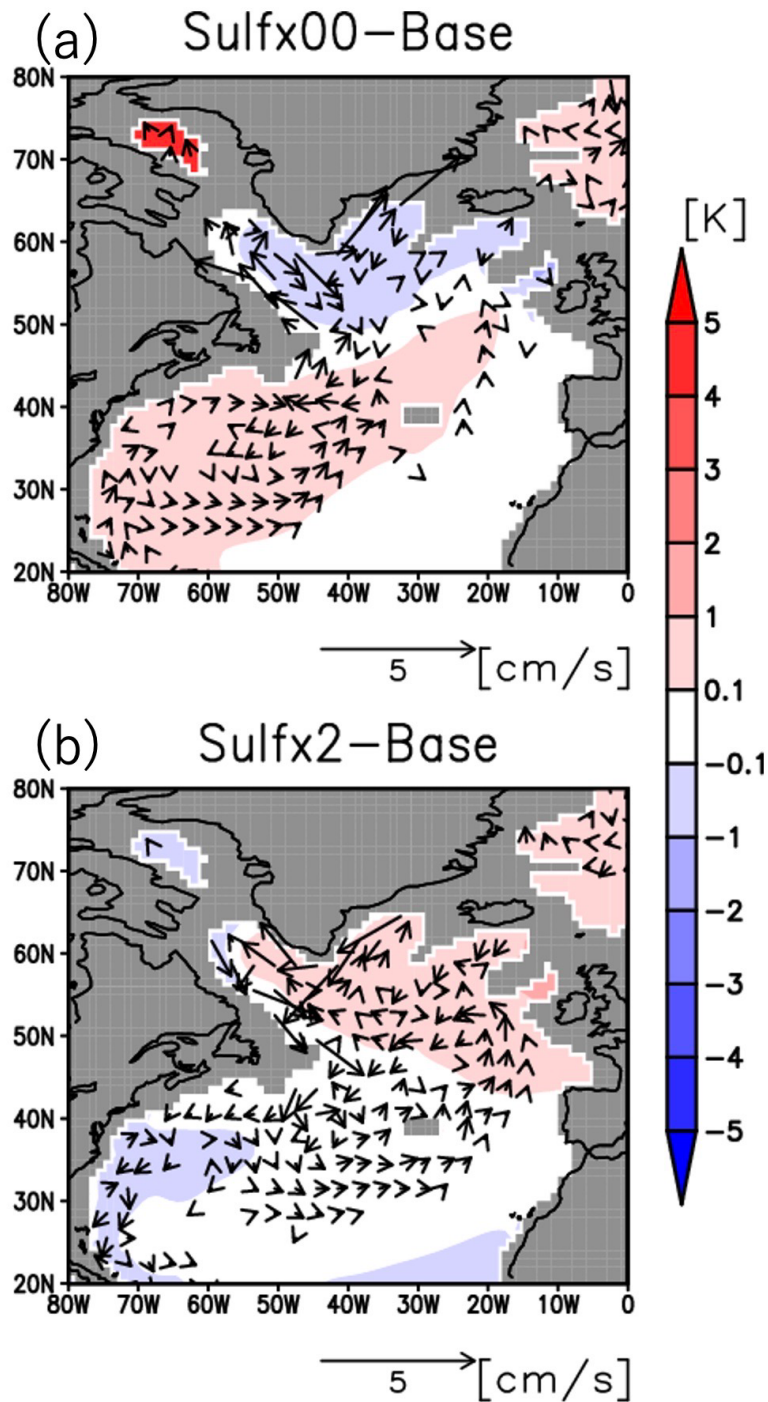 (a) Sulfx00-Base
80N
70N
60N
50N
40N
30N
20N
80W 70W 60W 50W 40W 30W 20W 10W 0
5 [cm/s]
(b) Sulfx2-Base
80N
70N
60N
50N
40N
30N
20N
80W 70W 60W 50W 40W 30W 20W 10W 0
5 [cm/s]
[K]
5
4
3
2
1
0.1
-0.1
-1
-2
-3
-4
-5